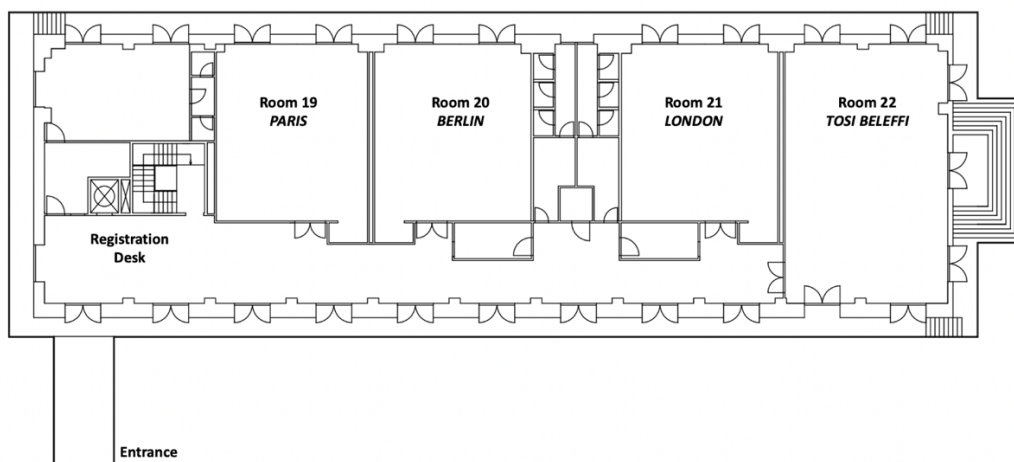 Room 19
PARIS
Room 20
BERLIN
Room 21
LONDON
Room 22
TOSI BELEFFI
Registration
Desk
Entrance